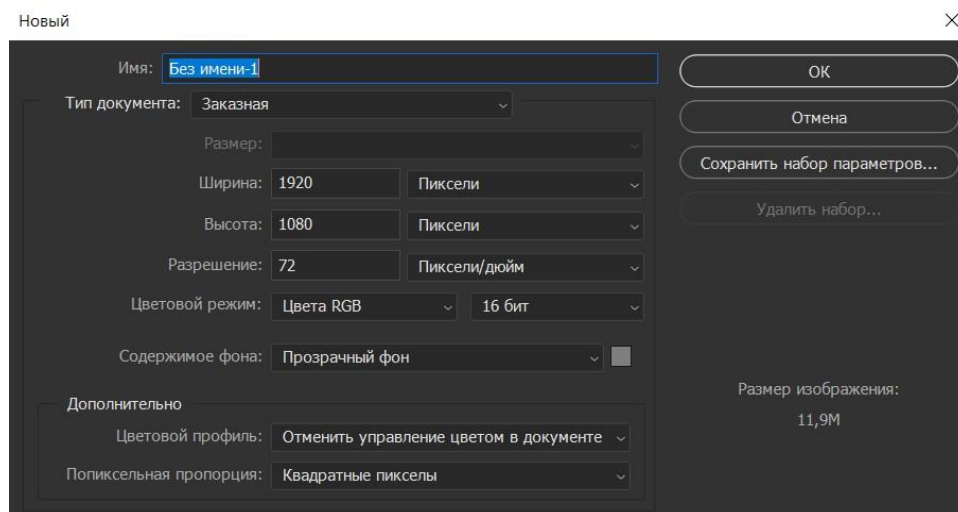 Новый
Имя: Без имени-1
ОК
Тип документа: Заказная
Отмена
Размер:
Сохранить набор параметров...
Ширина: 1920 Пиксели
Удалить набор...
Высота: 1080 Пиксели
Разрешение: 72 Пиксели/дюйм
Цветовой режим: Цвета RGB 16 бит
Содержимое фона: Прозрачный фон
Размер изображения:
11,9M
Дополнительно
Цветовой профиль: Отменить управление цветом в документе
Попиксельная пропорция: Квадратные пикселы